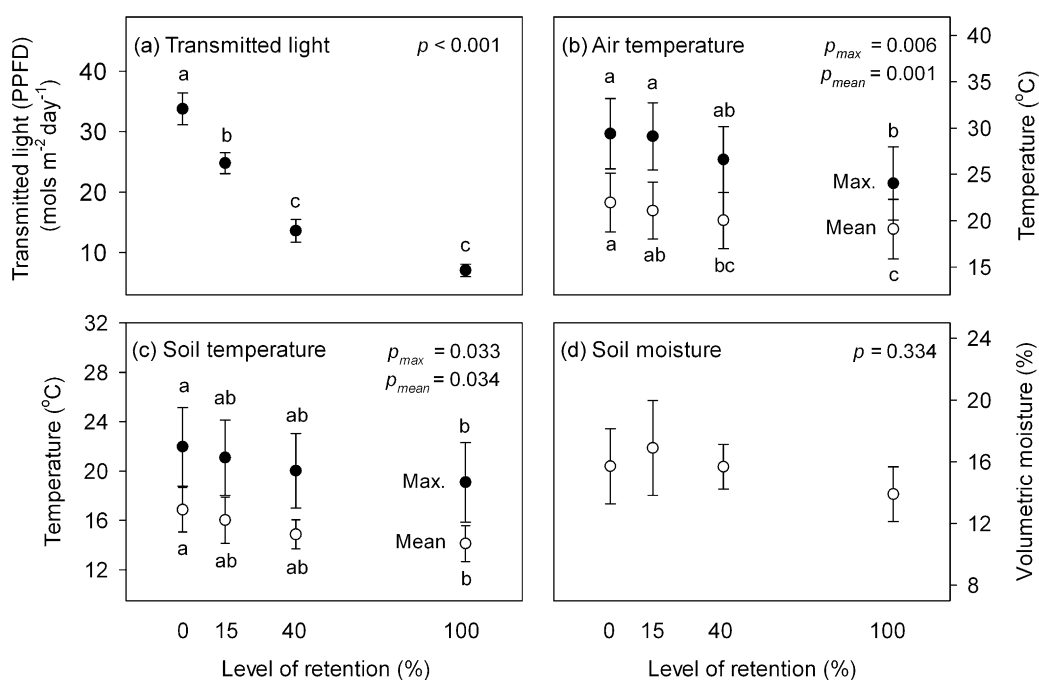 (a) Transmitted light
p < 0.001
Transmitted light (PPFD)
(mols m-2 day-1)
40
30
20
10
a
b
c
c
(b) Air temperature
pmax = 0.006
pmean = 0.001
a
a
ab
b
Max.
Mean
a
ab
bc
c
40
35
30
25
20
15
Temperature (oC)
(c) Soil temperature
pmax = 0.033
pmean = 0.034
Temperature (oC)
32
28
24
20
16
12
a
ab
ab
b
Max.
Mean
a
ab
ab
b
0
15
40
100
Level of retention (%)
(d) Soil moisture
p = 0.334
24
20
16
12
8
Volumetric moisture (%)
0
15
40
100
Level of retention (%)